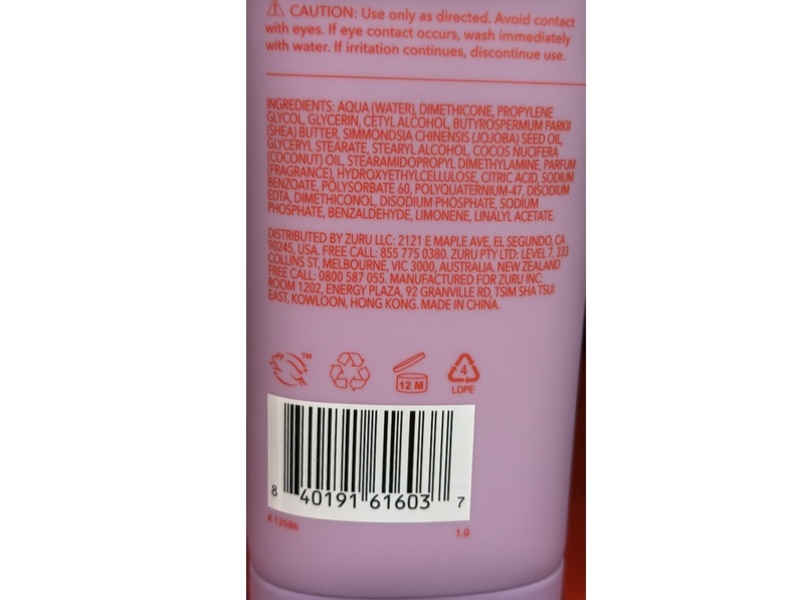 ⚠ CAUTION: Use only as directed. Avoid contact
with eyes. If eye contact occurs, wash immediately
with water. If irritation continues, discontinue use.
INGREDIENTS: AQUA (WATER), DIMETHICONE, PROPYLENE
GLYCOL, GLYCERIN, CETYL ALCOHOL, BUTYROSPERMUM PARKII
(SHEA) BUTTER, SIMMONDSIA CHINENSIS (JOJOBA) SEED OIL,
GLYCERYL STEARATE, STEARYL ALCOHOL, COCOS NUCIFERA
(COCONUT) OIL, STEARAMIDOPROPYL DIMETHYLAMINE, PARFUM
(FRAGRANCE), HYDROXYETHYLCELLULOSE, CITRIC ACID, SODIUM
BENZOATE, POLYSORBATE 60, POLYQUATERNIUM-47, DISODIUM
EDTA, DIMETHICONOL, DISODIUM PHOSPHATE, SODIUM
PHOSPHATE, BENZALDEHYDE, LIMONENE, LINALYL ACETATE.
DISTRIBUTED BY ZURU LLC: 2121 E MAPLE AVE, EL SEGUNDO, CA
90245, USA. FREE CALL: 855 775 0380. ZURU PTY LTD: LEVEL 7, 333
COLLINS ST, MELBOURNE, VIC 3000, AUSTRALIA. NEW ZEALAND
FREE CALL: 0800 587 055. MANUFACTURED FOR ZURU INC:
ROOM 1202, ENERGY PLAZA, 92 GRANVILLE RD, TSIM SHA TSUI
EAST, KOWLOON, HONG KONG. MADE IN CHINA.
TM
12 M
4
LDPE
8 40191 61603 7
#13586 1.0